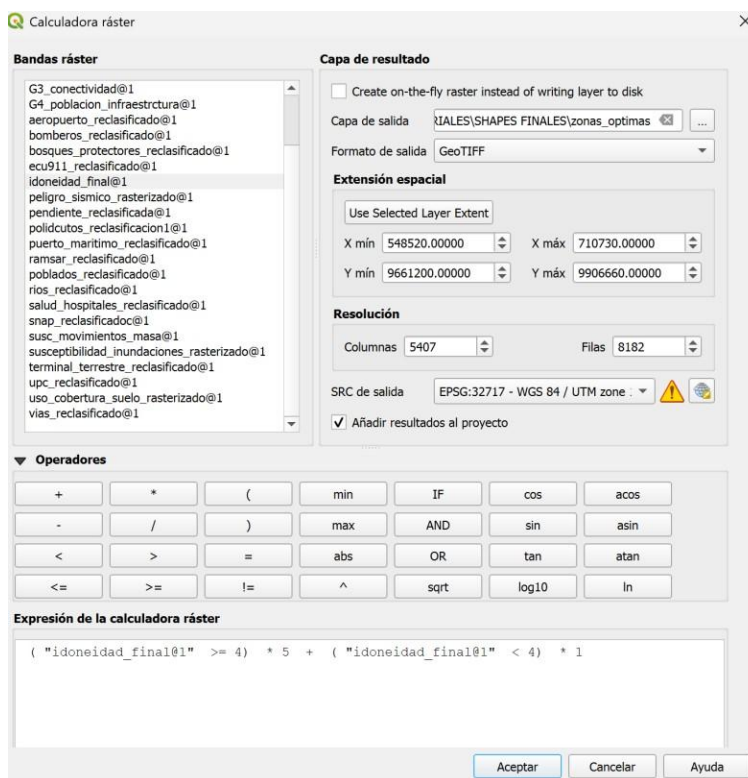 Calculadora ráster
Bandas ráster
G3_conectividad@1
G4_poblacion_infraestrctura@1
aeropuerto_reclasificado@1
bomberos_reclasificado@1
bosques_protectores_reclasificado@1
ecu911_reclasificado@1
idoneidad_final@1
peligro_sismico_rasterizado@1
pendiente_reclasificada@1
polidcutos_reclasificacion1@1
puerto_maritimo_reclasificado@1
ramsar_reclasificado@1
poblados_reclasificado@1
rios_reclasificado@1
salud_hospitales_reclasificado@1
snap_reclasificadoc@1
susc_movimientos_masa@1
susceptibilidad_inundaciones_rasterizado@1
terminal_terrestre_reclasificado@1
upc_reclasificado@1
uso_cobertura_suelo_rasterizado@1
vias_reclasificado@1
Capa de resultado
Create on-the-fly raster instead of writing layer to disk
Capa de salida RIALES\SHAPES FINALES\zonas_optimas ...
Formato de salida GeoTIFF
Extensión espacial
Use Selected Layer Extent
X mín 548520.00000 X máx 710730.00000
Y mín 9661200.00000 Y máx 9906660.00000
Resolución
Columnas 5407 Filas 8182
SRC de salida EPSG:32717 - WGS 84 / UTM zone :
Añadir resultados al proyecto
Operadores
+ * ( min IF cos acos
- / ) max AND sin asin
< > = abs OR tan atan
<= >= != ^ sqrt log10 ln
Expresión de la calculadora ráster
( "idoneidad_final@1" >= 4) * 5 + ( "idoneidad_final@1" < 4) * 1
Aceptar Cancelar Ayuda